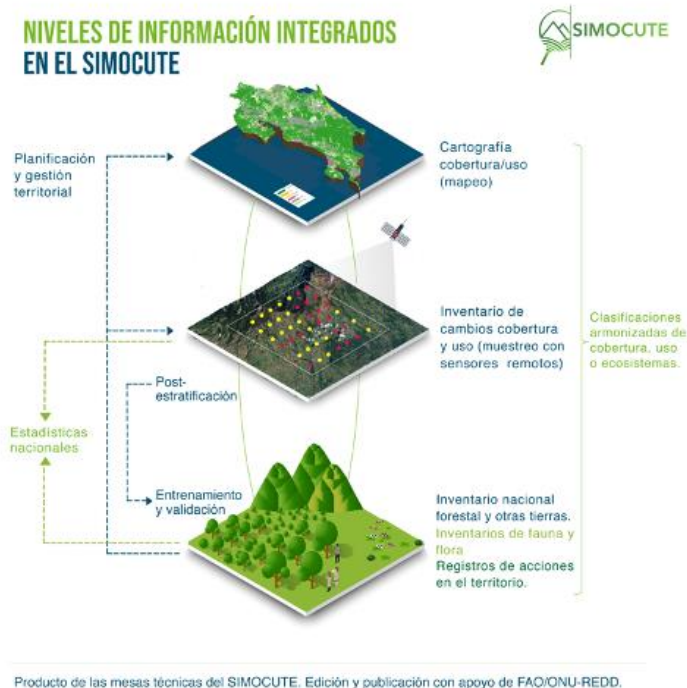 NIVELES DE INFORMACIÓN INTEGRADOS
EN EL SIMOCUTE
SIMOCUTE
Planificación
y gestión
territorial
Cartografía
cobertura/uso
(mapeo)
Inventario de
cambios cobertura
y uso (muestreo con
sensores remotos)
Clasificaciones
armonizadas de
cobertura, uso
o ecosistemas.
Post-
estratificación
Estadísticas
nacionales
Entrenamiento
y validación
Inventario nacional
forestal y otras tierras.
Inventarios de fauna y
flora
Registros de acciones
en el territorio.
Producto de las mesas técnicas del SIMOCUTE. Edición y publicación con apoyo de FAO/ONU-REDD.